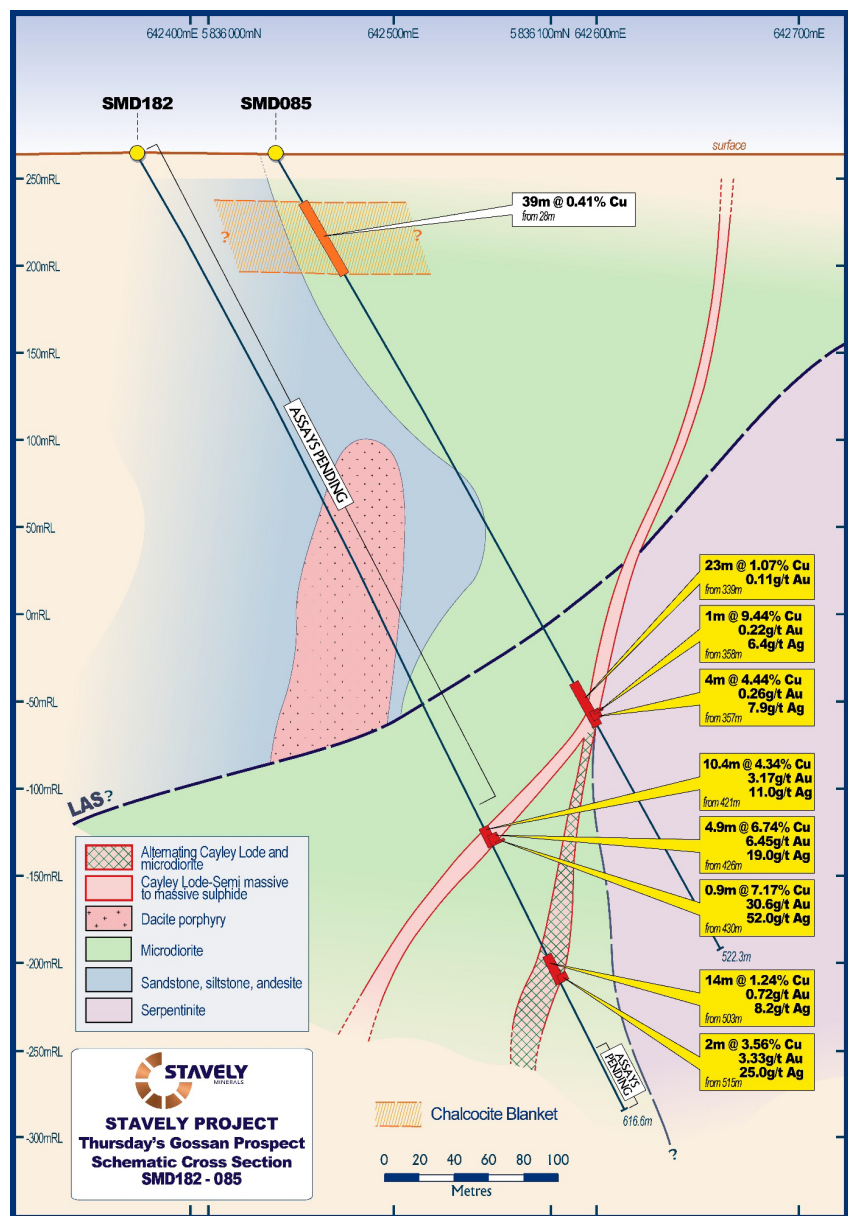 642 400mE 5 836 000mN 642 500mE 5 836 100mN 642 600mE 642 700mE
SMD182 SMD085
surface
250mRL
39m @ 0.41% Cu
from 28m
? ?
200mRL
150mRL
100mRL
ASSAYS PENDING
50mRL
23m @ 1.07% Cu
0.11g/t Au
from 339m
0mRL
1m @ 9.44% Cu
0.22g/t Au
6.4g/t Ag
from 358m
-50mRL
4m @ 4.44% Cu
0.26g/t Au
7.9g/t Ag
from 357m
-100mRL
LAS?
10.4m @ 4.34% Cu
3.17g/t Au
11.0g/t Ag
from 421m
4.9m @ 6.74% Cu
6.45g/t Au
19.0g/t Ag
from 426m
-150mRL
0.9m @ 7.17% Cu
30.6g/t Au
52.0g/t Ag
from 430m
Alternating Cayley Lode and
microdiorite
Cayley Lode-Semi massive
to massive sulphide
Dacite porphyry
Microdiorite
Sandstone, siltstone, andesite
Serpentinite
522.3m
-200mRL
14m @ 1.24% Cu
0.72g/t Au
8.2g/t Ag
from 503m
-250mRL
2m @ 3.56% Cu
3.33g/t Au
25.0g/t Ag
from 515m
ASSAYS
PENDING
616.6m
?
-300mRL
STAVELY
MINERALS
STAVELY PROJECT
Thursday's Gossan Prospect
Schematic Cross Section
SMD182 - 085
Chalcocite Blanket
0 20 40 60 80 100
Metres